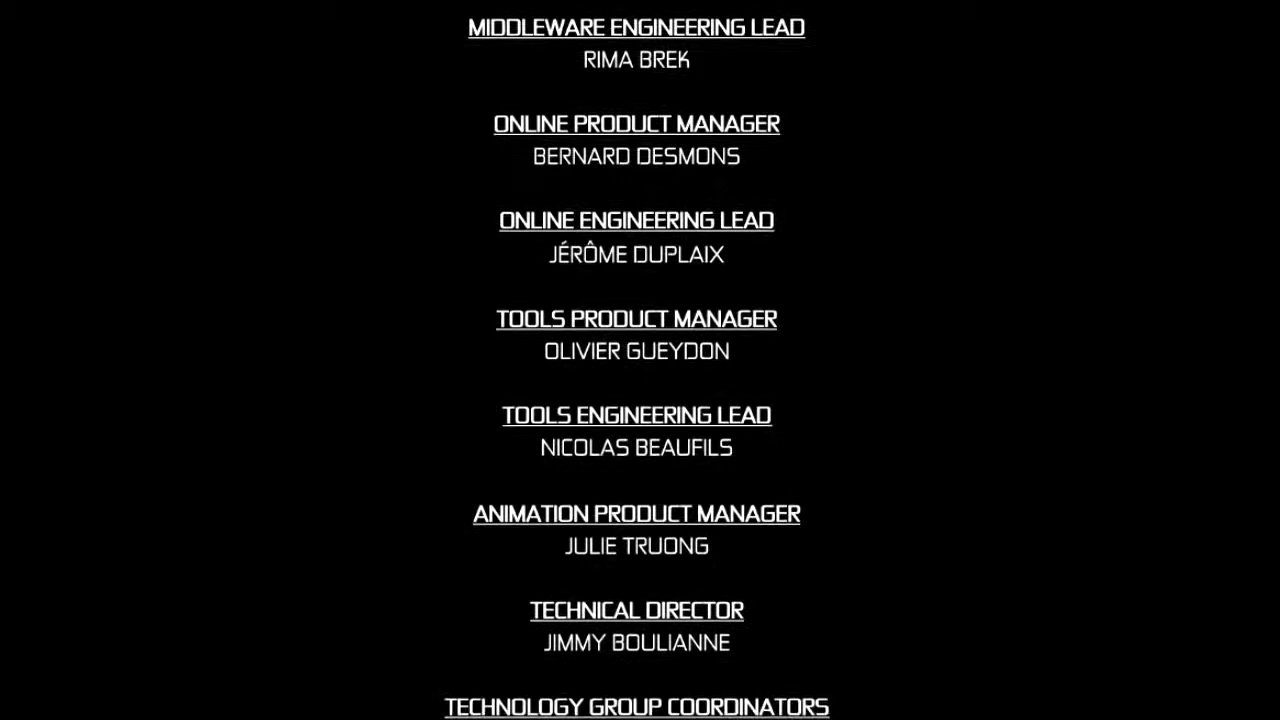 MIDDLEWARE ENGINEERING LEAD
RIMA BREK
ONLINE PRODUCT MANAGER
BERNARD DESMONS
ONLINE ENGINEERING LEAD
JÉRÔME DUPLAIX
TOOLS PRODUCT MANAGER
OLIVIER GUEYDON
TOOLS ENGINEERING LEAD
NICOLAS BEAUFILS
ANIMATION PRODUCT MANAGER
JULIE TRUONG
TECHNICAL DIRECTOR
JIMMY BOULIANNE
TECHNOLOGY GROUP COORDINATORS